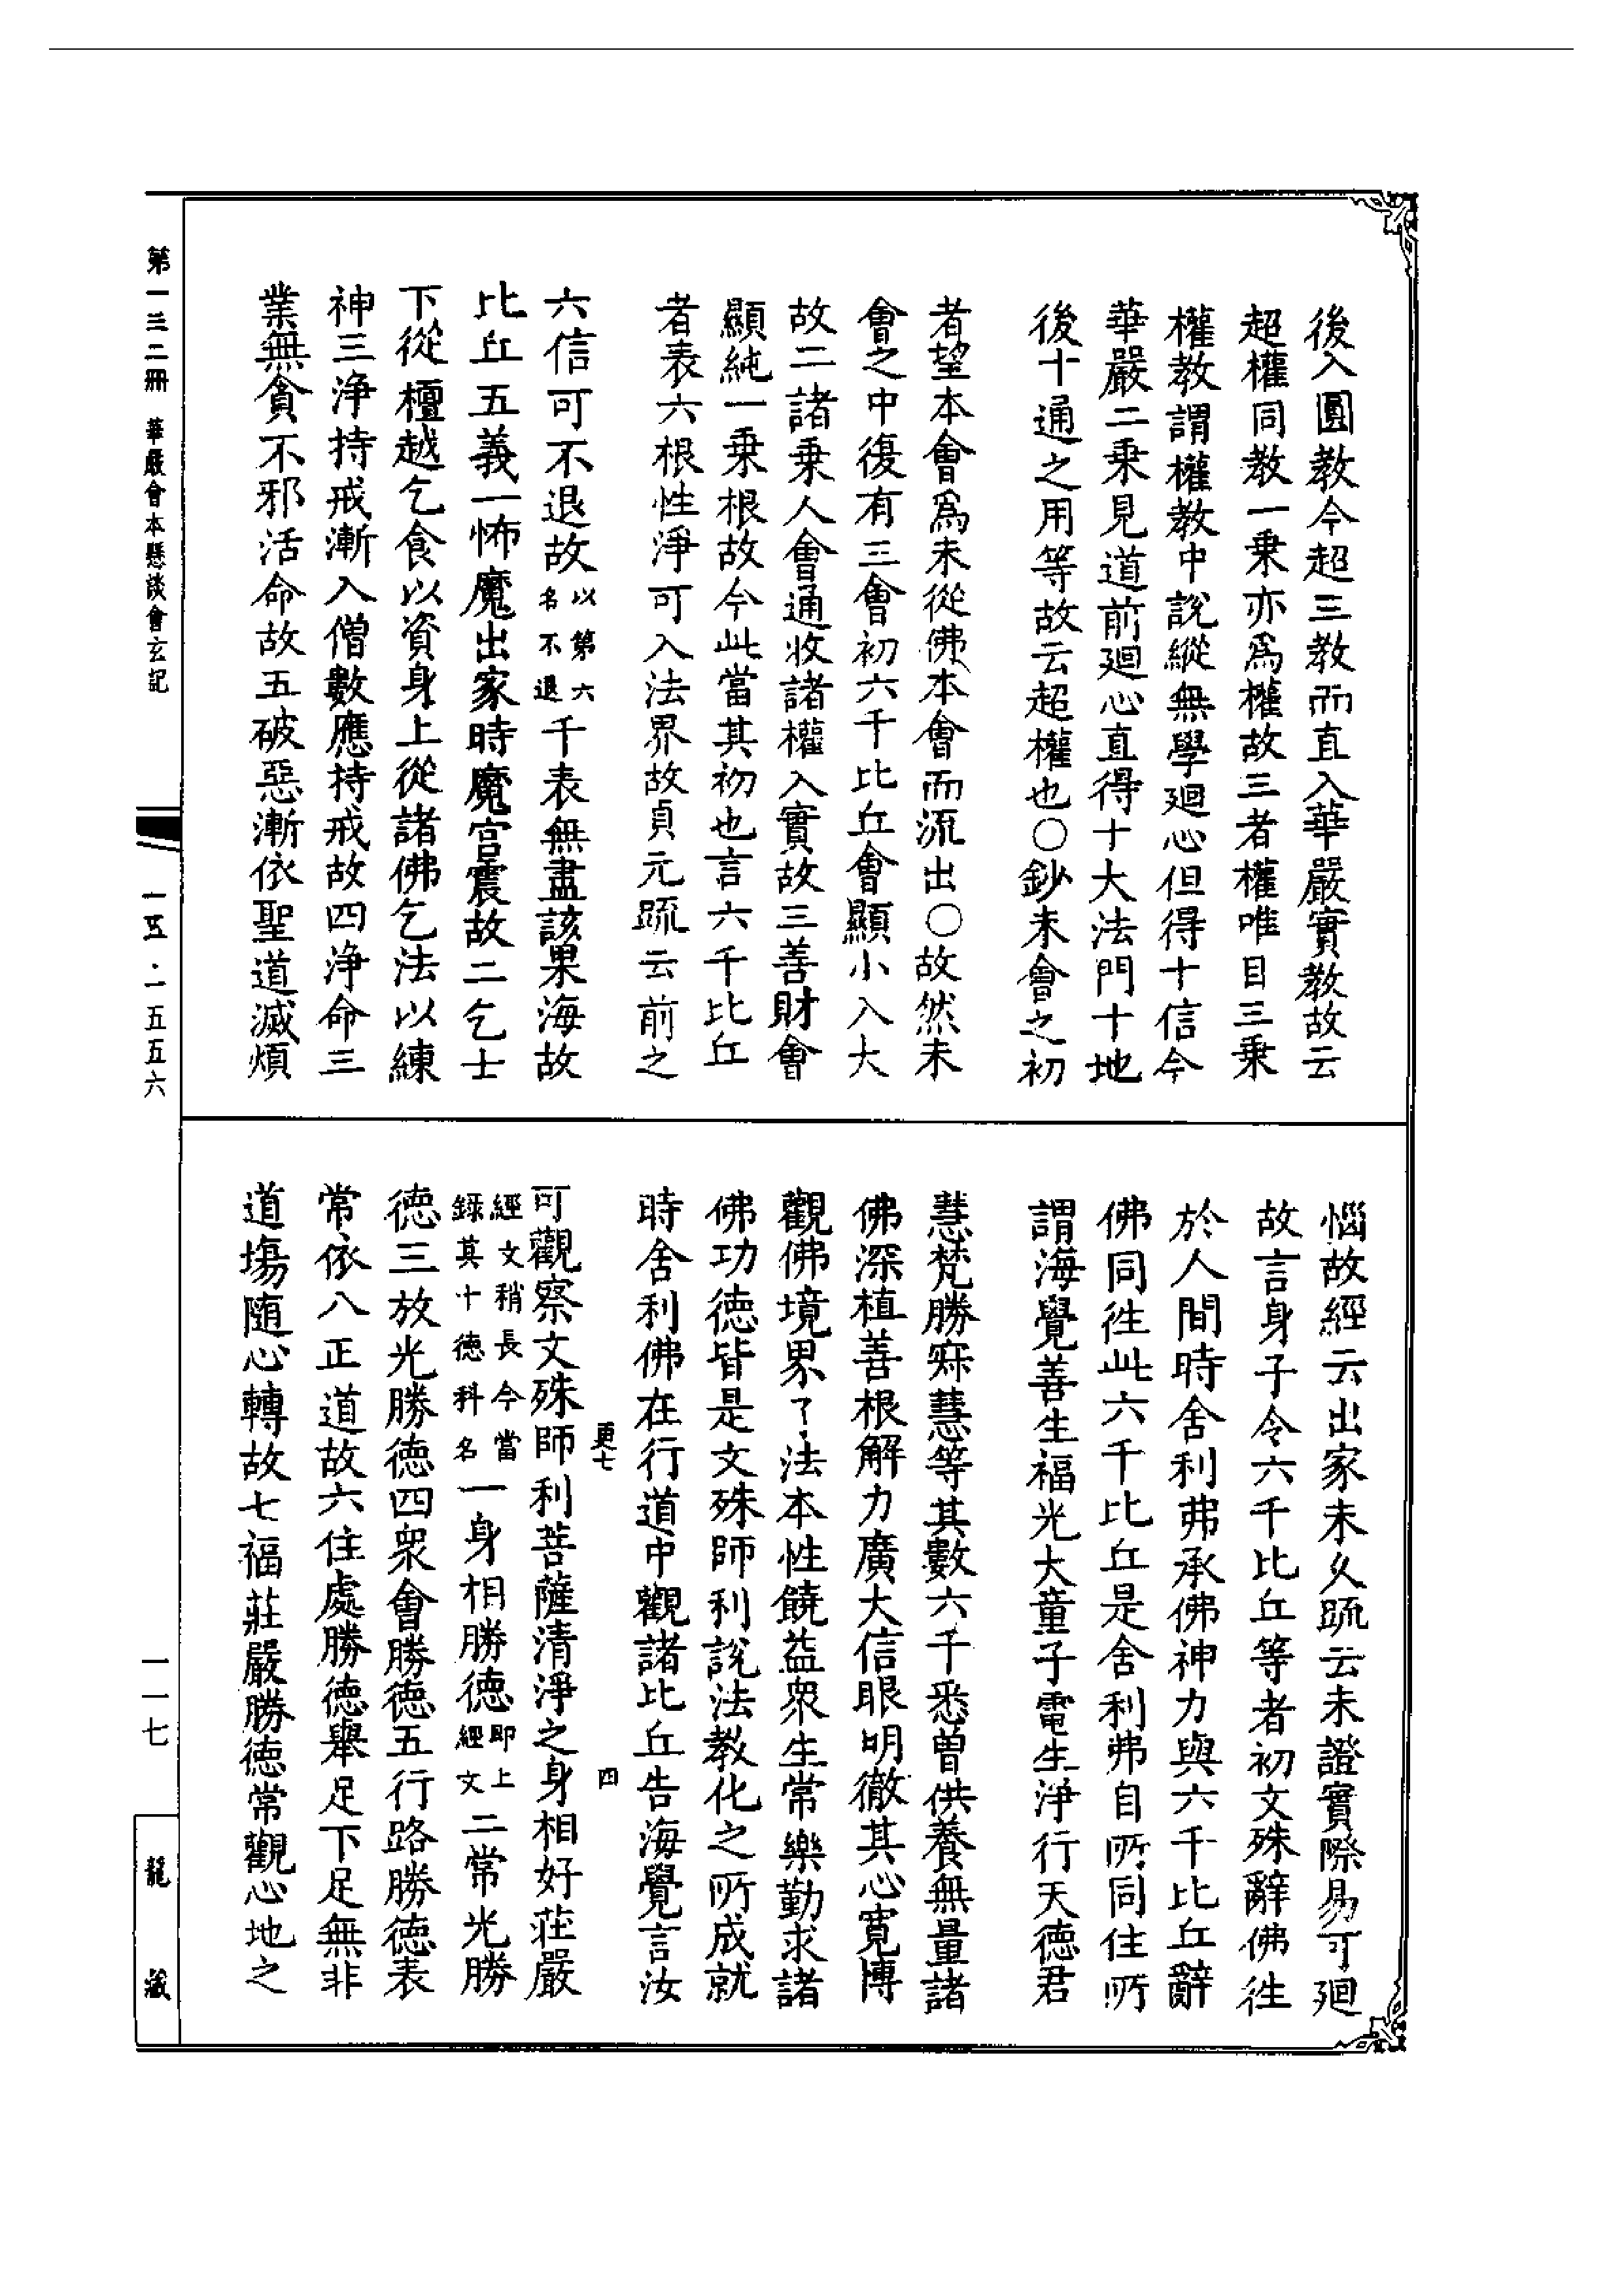 後入圓教今超三教而直入華嚴實教故云
超權同教一乗亦爲權故三者權唯目三乗
權教謂權教中說縱無學廻心但得十信今
華嚴二乗見道前廻心直得十大法門十地
後十通之用等故云超權也○鈔未會之初
者望本會爲末從佛本會而流出○故然末
會之中復有三會初六千比丘會顯小入大
故二諸乗人會通收諸權入實故三善財會
顯純一乗根故今此當其初也言六千比丘
者表六根性淨可入法界故貞元疏云前之
六信可不退故以第六名不退千表無盡該果海故
比丘五義一怖魔出家時魔宫震故二乞士
下從檀越乞食以資身上從諸佛乞法以練
神三淨持戒漸入僧數應持戒故四淨命三
業無貪不邪活命故五破惡漸依聖道滅煩
惱故經云出家未久疏云未證實際易可廻
故言身子令六千比丘等者初文殊辭佛徃
於人間時舍利弗承佛神力與六千比丘辭
佛同徃此六千比丘是舍利弗自所同住所
謂海覺善生福光大童子電生淨行天德君
慧梵勝寂慧等其數六千悉曽供養無量諸
佛深植善根解力廣大信眼明徹其心寛博
觀佛境界了法本性饒益衆生常樂勤求諸
佛功德皆是文殊師利說法教化之所成就
時舍利佛在行道中觀諸比丘告海覺言汝
更七 四
可觀察文殊師利菩薩清淨之身相好莊嚴
經文稍長今當録其十德科名一身相勝德即上經文二常光勝
德三放光勝德四衆會勝德五行路勝德表
常依八正道故六住處勝德舉足下足無非
道場随心轉故七福莊嚴勝德常觀心地之
第一三二冊 華嚴會本懸談會玄記
一五·一五五六
一一七
龍藏